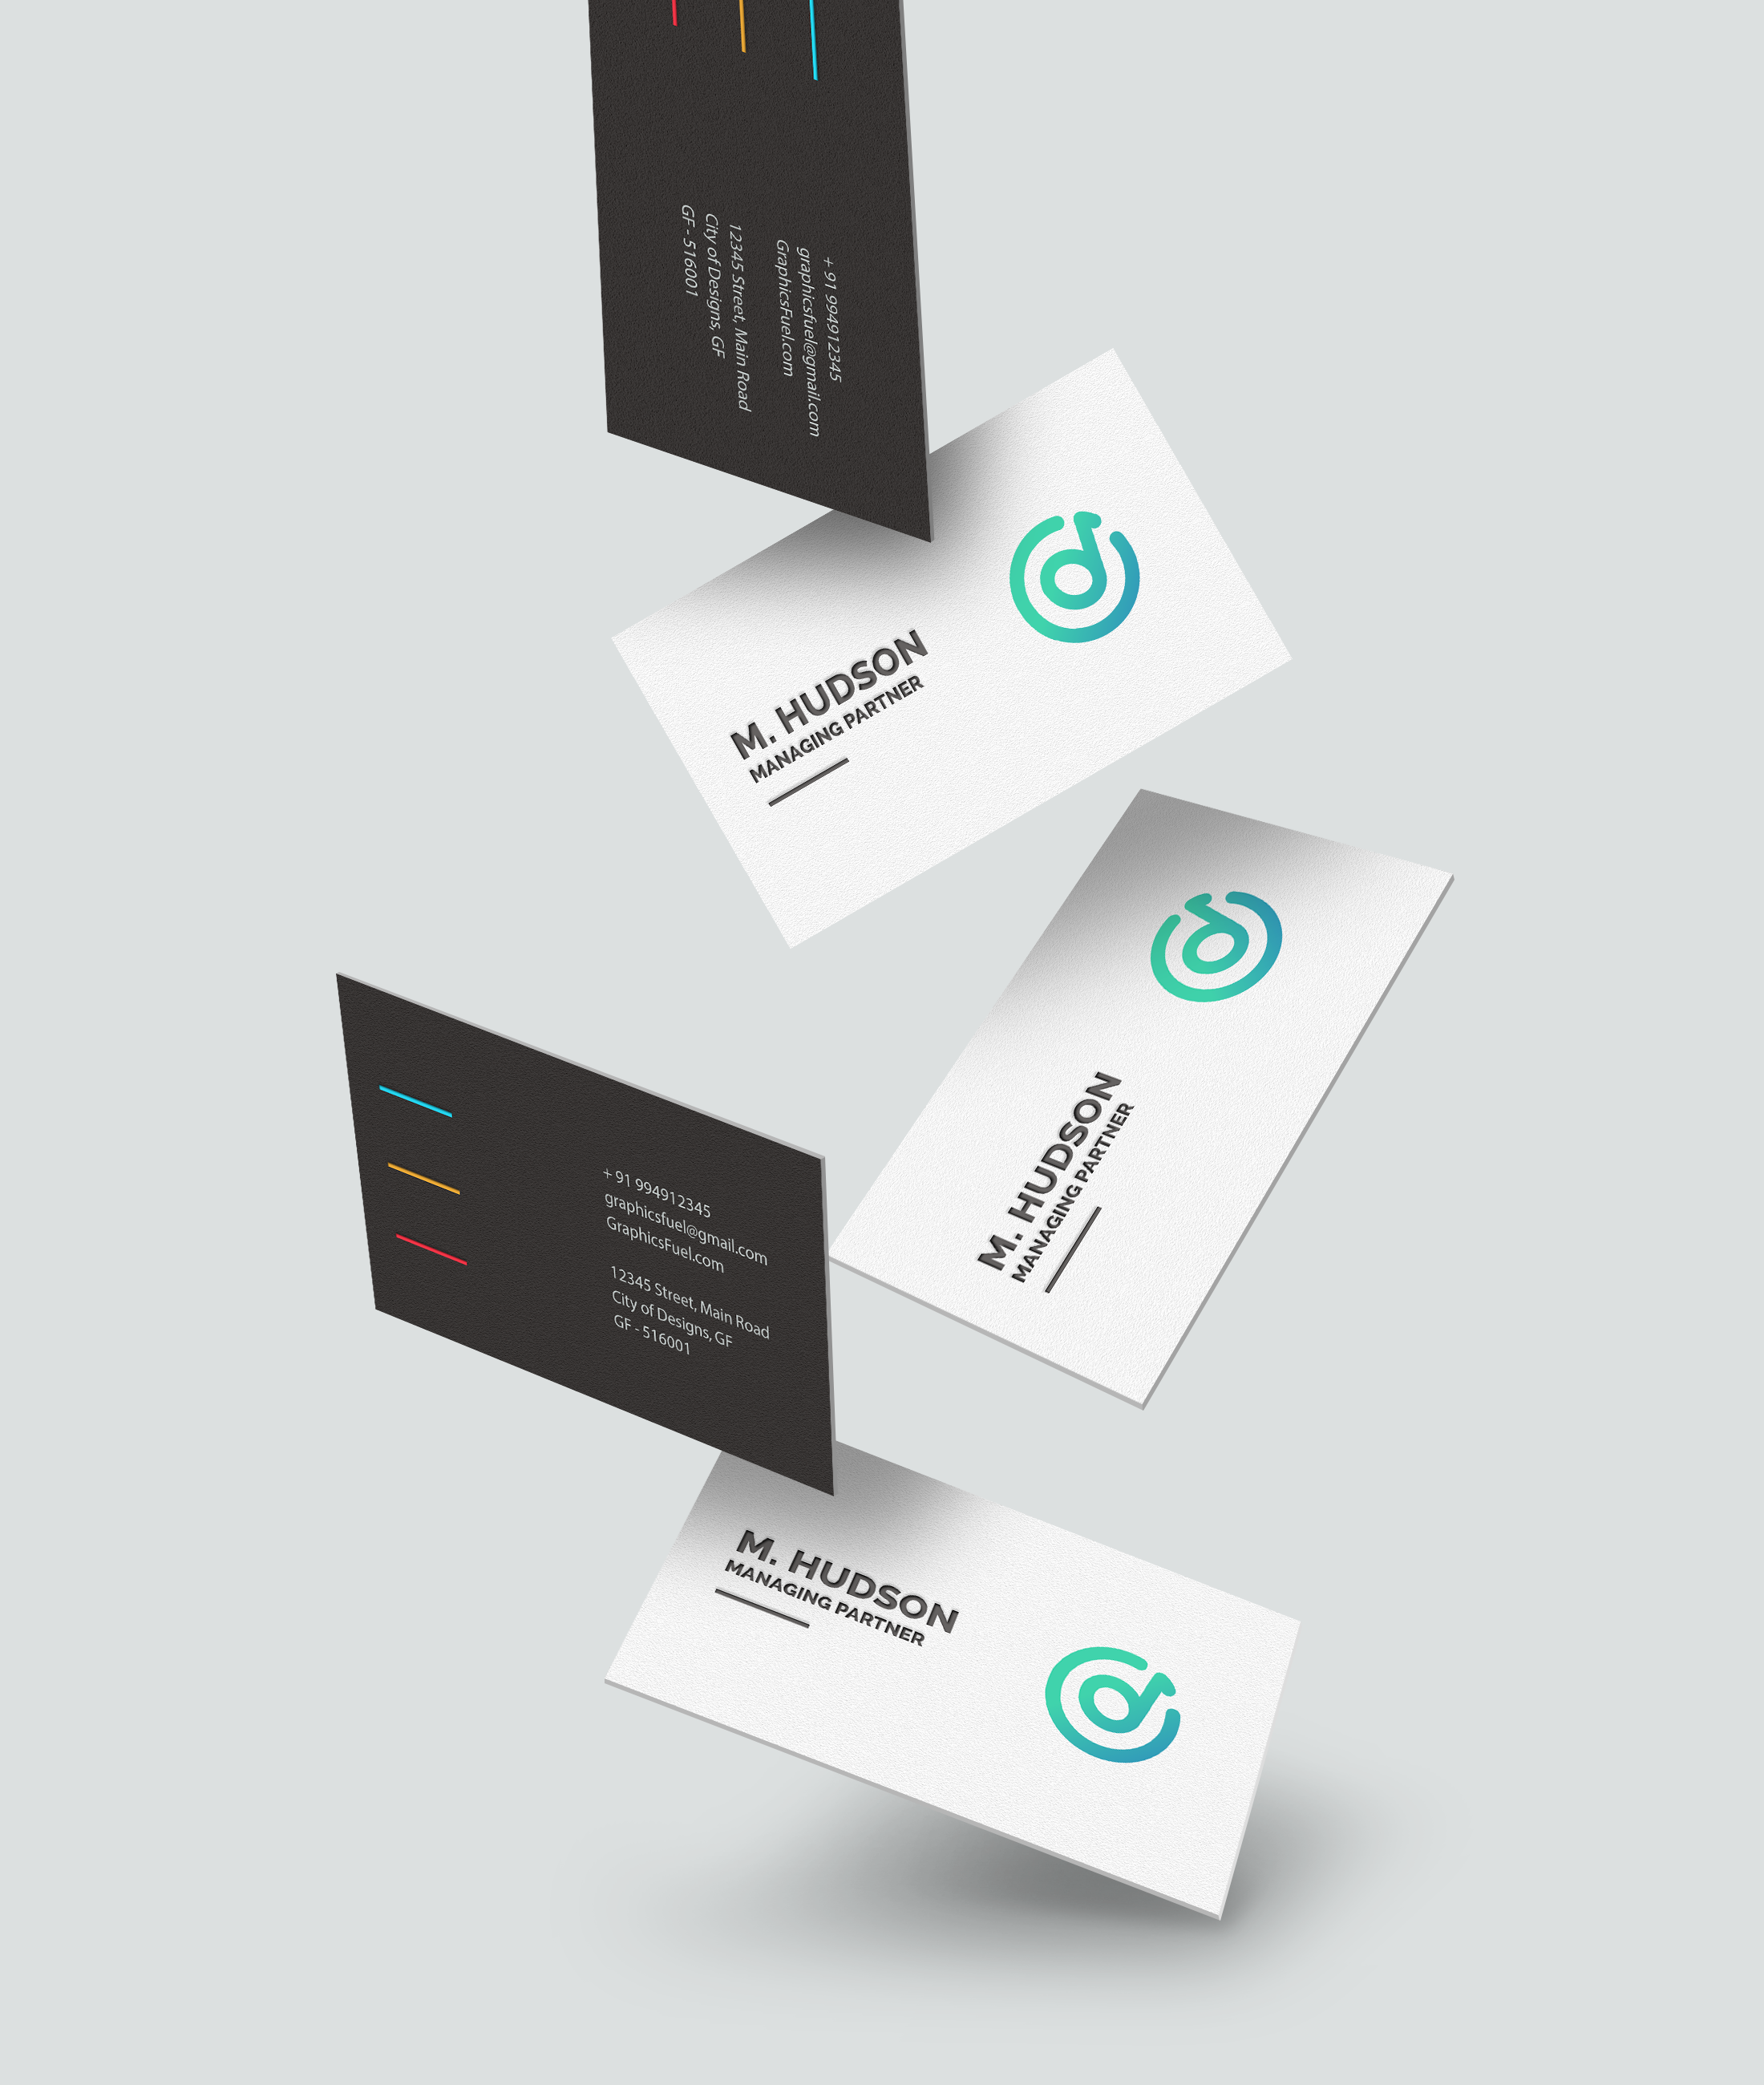 + 91 994912345
graphicsfuel@gmail.com
GraphicsFuel.com
12345 Street, Main Road
City of Designs, GF
GF - 516001
M. HUDSON
MANAGING PARTNER
M. HUDSON
MANAGING PARTNER
+ 91 994912345
graphicsfuel@gmail.com
GraphicsFuel.com
12345 Street, Main Road
City of Designs, GF
GF - 516001
M. HUDSON
MANAGING PARTNER